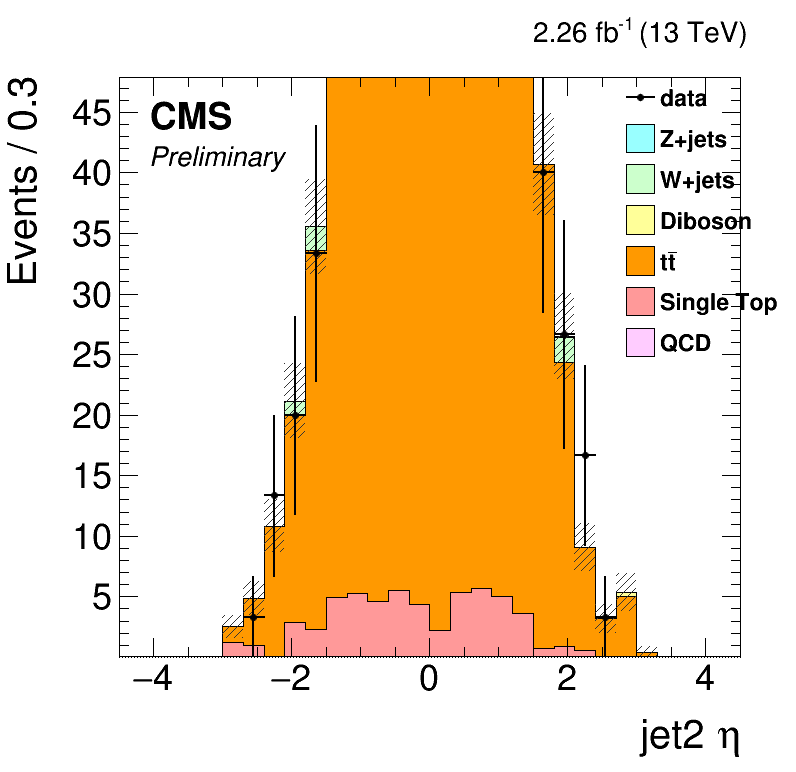 2.26 fb-1 (13 TeV)
Events / 0.3
CMS
Preliminary
data
Z+jets
W+jets
Diboson
tt̄
Single Top
QCD
45
40
35
30
25
20
15
10
5
−4 −2 0 2 4
jet2 η